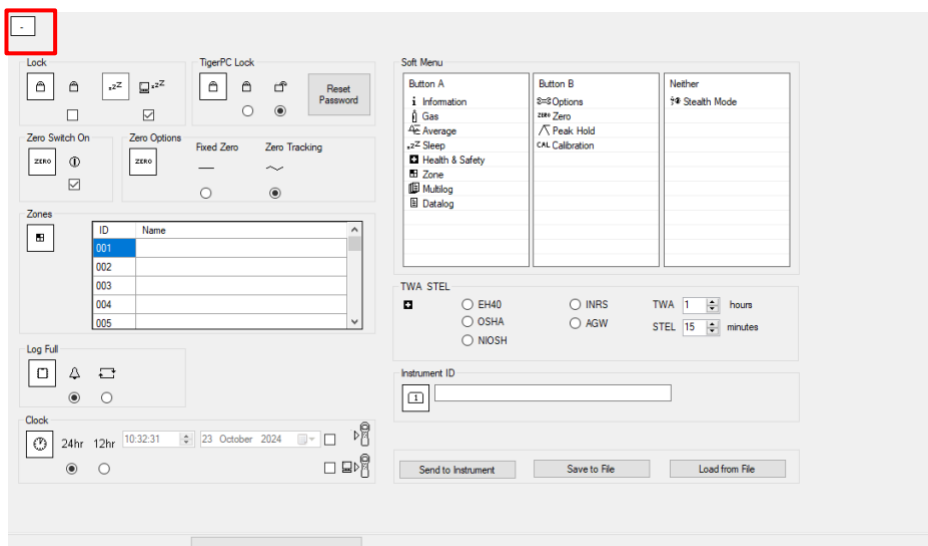 -
Lock
TigerPC Lock
Reset
Password
Zero Switch On
ZERO
Zero Options
ZERO
Fixed Zero
Zero Tracking
Zones
ID Name
001
002
003
004
005
Log Full
Clock
24hr 12hr 10:32:31 23 October 2024
Soft Menu
Button A
Information
Gas
Average
Sleep
Health & Safety
Zone
Multilog
Datalog
Button B
Options
ZERO Zero
Peak Hold
CAL Calibration
Neither
Stealth Mode
TWA STEL
EH40
OSHA
NIOSH
INRS
AGW
TWA 1 hours
STEL 15 minutes
Instrument ID
1
Send to Instrument
Save to File
Load from File